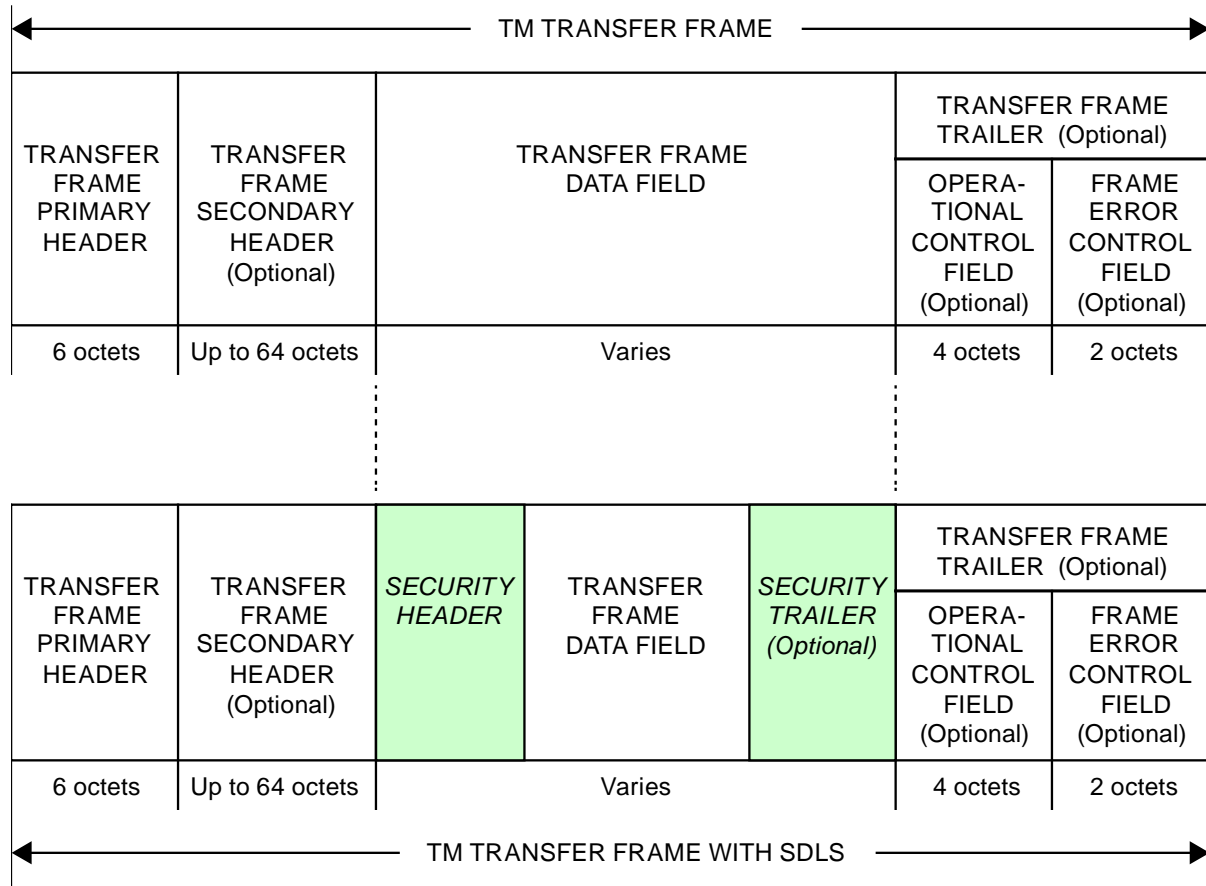 TM TRANSFER FRAME
TRANSFER
FRAME
PRIMARY
HEADER
TRANSFER
FRAME
SECONDARY
HEADER
(Optional)
TRANSFER FRAME
DATA FIELD
TRANSFER FRAME
TRAILER (Optional)
OPERA-
TIONAL
CONTROL
FIELD
(Optional)
FRAME
ERROR
CONTROL
FIELD
(Optional)
6 octets
Up to 64 octets
Varies
4 octets
2 octets
TRANSFER
FRAME
PRIMARY
HEADER
TRANSFER
FRAME
SECONDARY
HEADER
(Optional)
SECURITY
HEADER
TRANSFER
FRAME
DATA FIELD
SECURITY
TRAILER
(Optional)
TRANSFER FRAME
TRAILER (Optional)
OPERA-
TIONAL
CONTROL
FIELD
(Optional)
FRAME
ERROR
CONTROL
FIELD
(Optional)
6 octets
Up to 64 octets
Varies
4 octets
2 octets
TM TRANSFER FRAME WITH SDLS